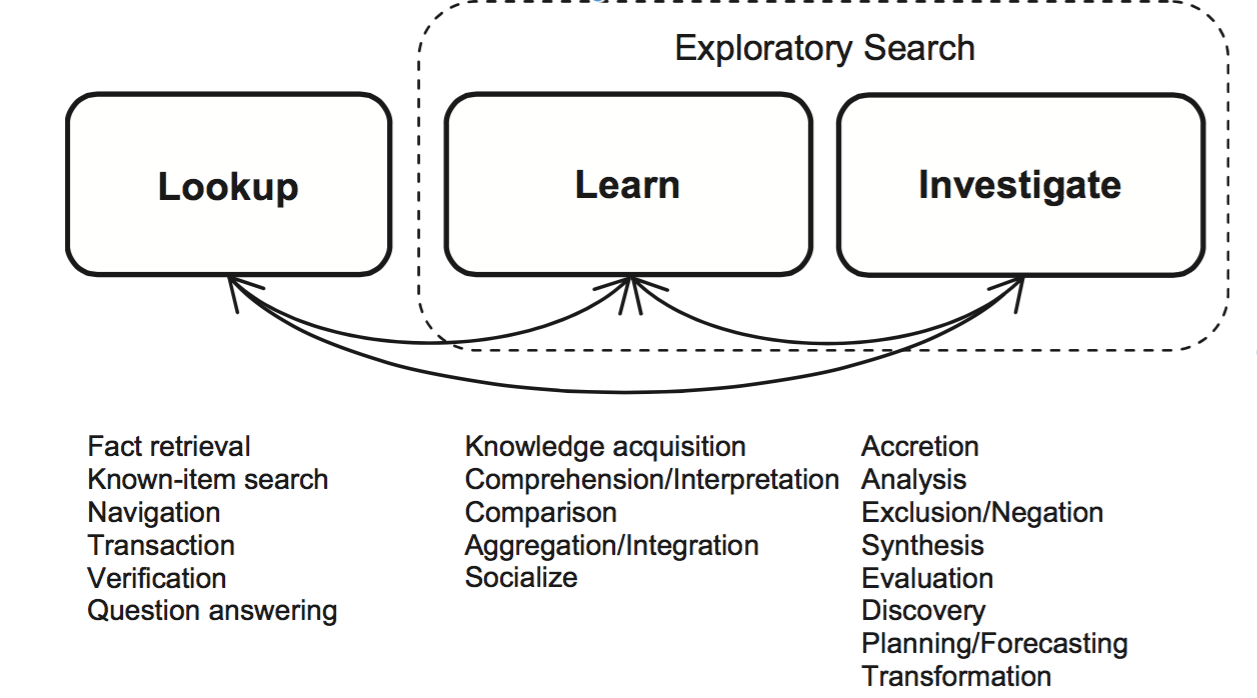 Exploratory Search
Lookup
Learn
Investigate
Fact retrieval
Known-item search
Navigation
Transaction
Verification
Question answering
Knowledge acquisition
Comprehension/Interpretation
Comparison
Aggregation/Integration
Socialize
Accretion
Analysis
Exclusion/Negation
Synthesis
Evaluation
Discovery
Planning/Forecasting
Transformation